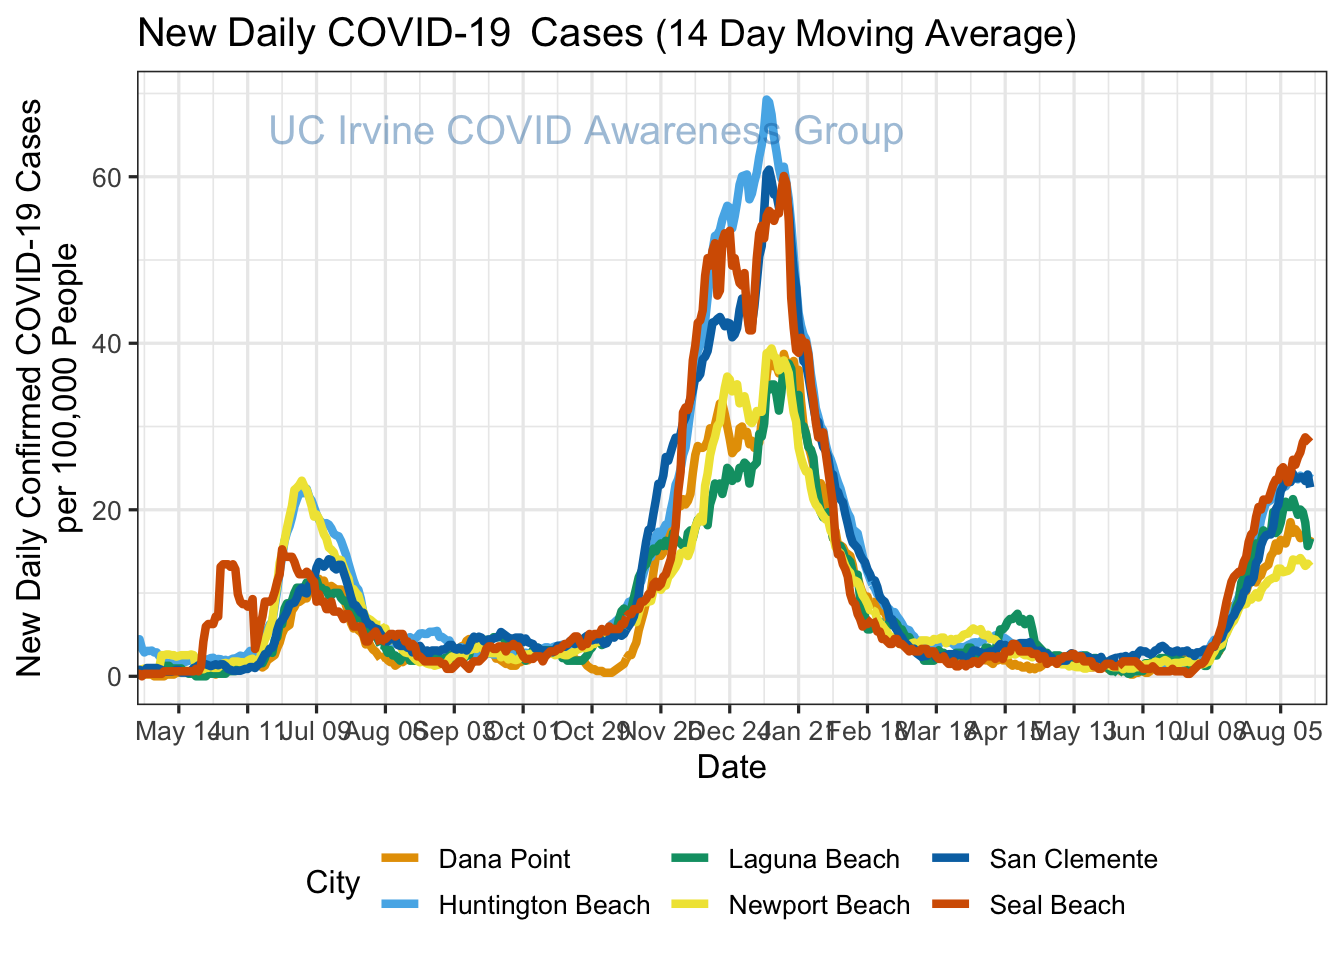 New Daily COVID-19 Cases (14 Day Moving Average)
UC Irvine COVID Awareness Group
New Daily Confirmed COVID-19 Cases
per 100,000 People
60
40
20
0
May 14 Jun 11 Jul 09 Aug 06 Sep 03 Oct 01 Oct 29 Nov 26 Dec 24 Jan 21 Feb 18 Mar 18 Apr 15 May 13 Jun 10 Jul 08 Aug 05
Date
City
Dana Point Laguna Beach San Clemente
Huntington Beach Newport Beach Seal Beach